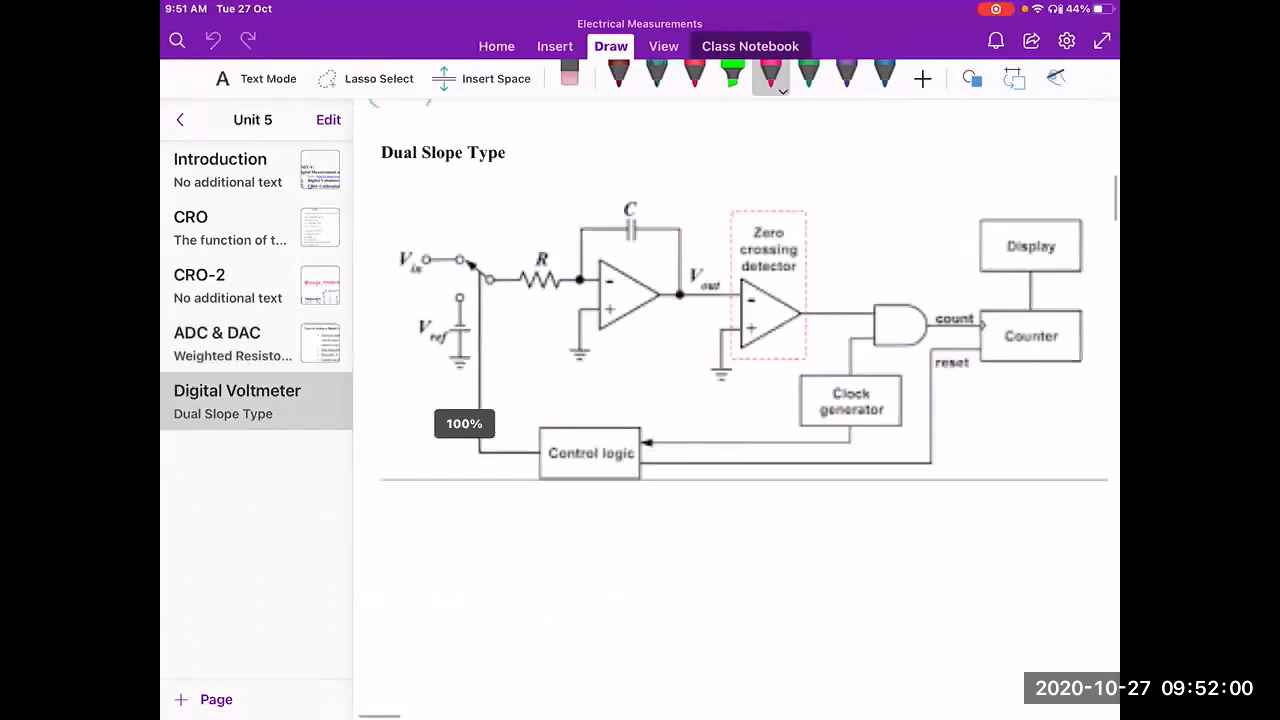 9:51 AM Tue 27 Oct
44%
Electrical Measurements
Home Insert Draw View Class Notebook
A Text Mode Lasso Select Insert Space
Unit 5 Edit
Introduction
No additional text
CRO
The function of t...
CRO-2
No additional text
ADC & DAC
Weighted Resisto...
Digital Voltmeter
Dual Slope Type
Page
Dual Slope Type
C
Zero
crossing
detector
Display
Vin
R
Vout
Vref
count
Counter
reset
Clock
generator
100%
Control logic
2020-10-27 09:52:00